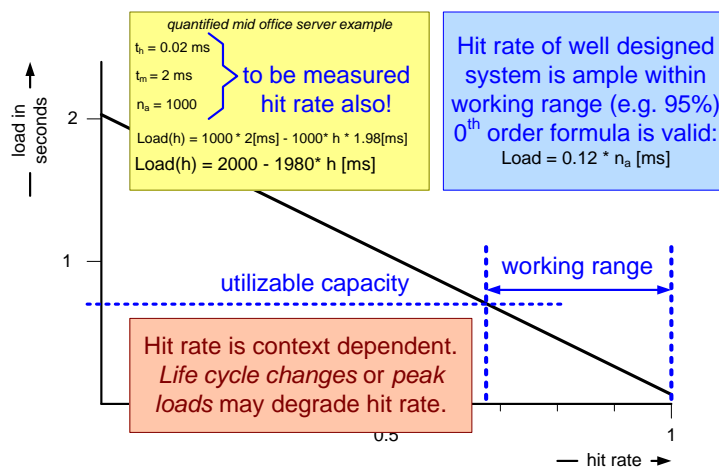 quantified mid office server example
t_h = 0.02 ms
t_m = 2 ms
n_a = 1000
to be measured
hit rate also!
Load(h) = 1000 * 2[ms] - 1000* h * 1.98[ms]
Load(h) = 2000 - 1980* h [ms]
Hit rate of well designed
system is ample within
working range (e.g. 95%)
0th order formula is valid:
Load = 0.12 * n_a [ms]
load in
seconds
2
1
utilizable capacity
working range
Hit rate is context dependent.
Life cycle changes or peak
loads may degrade hit rate.
0.5
1
hit rate